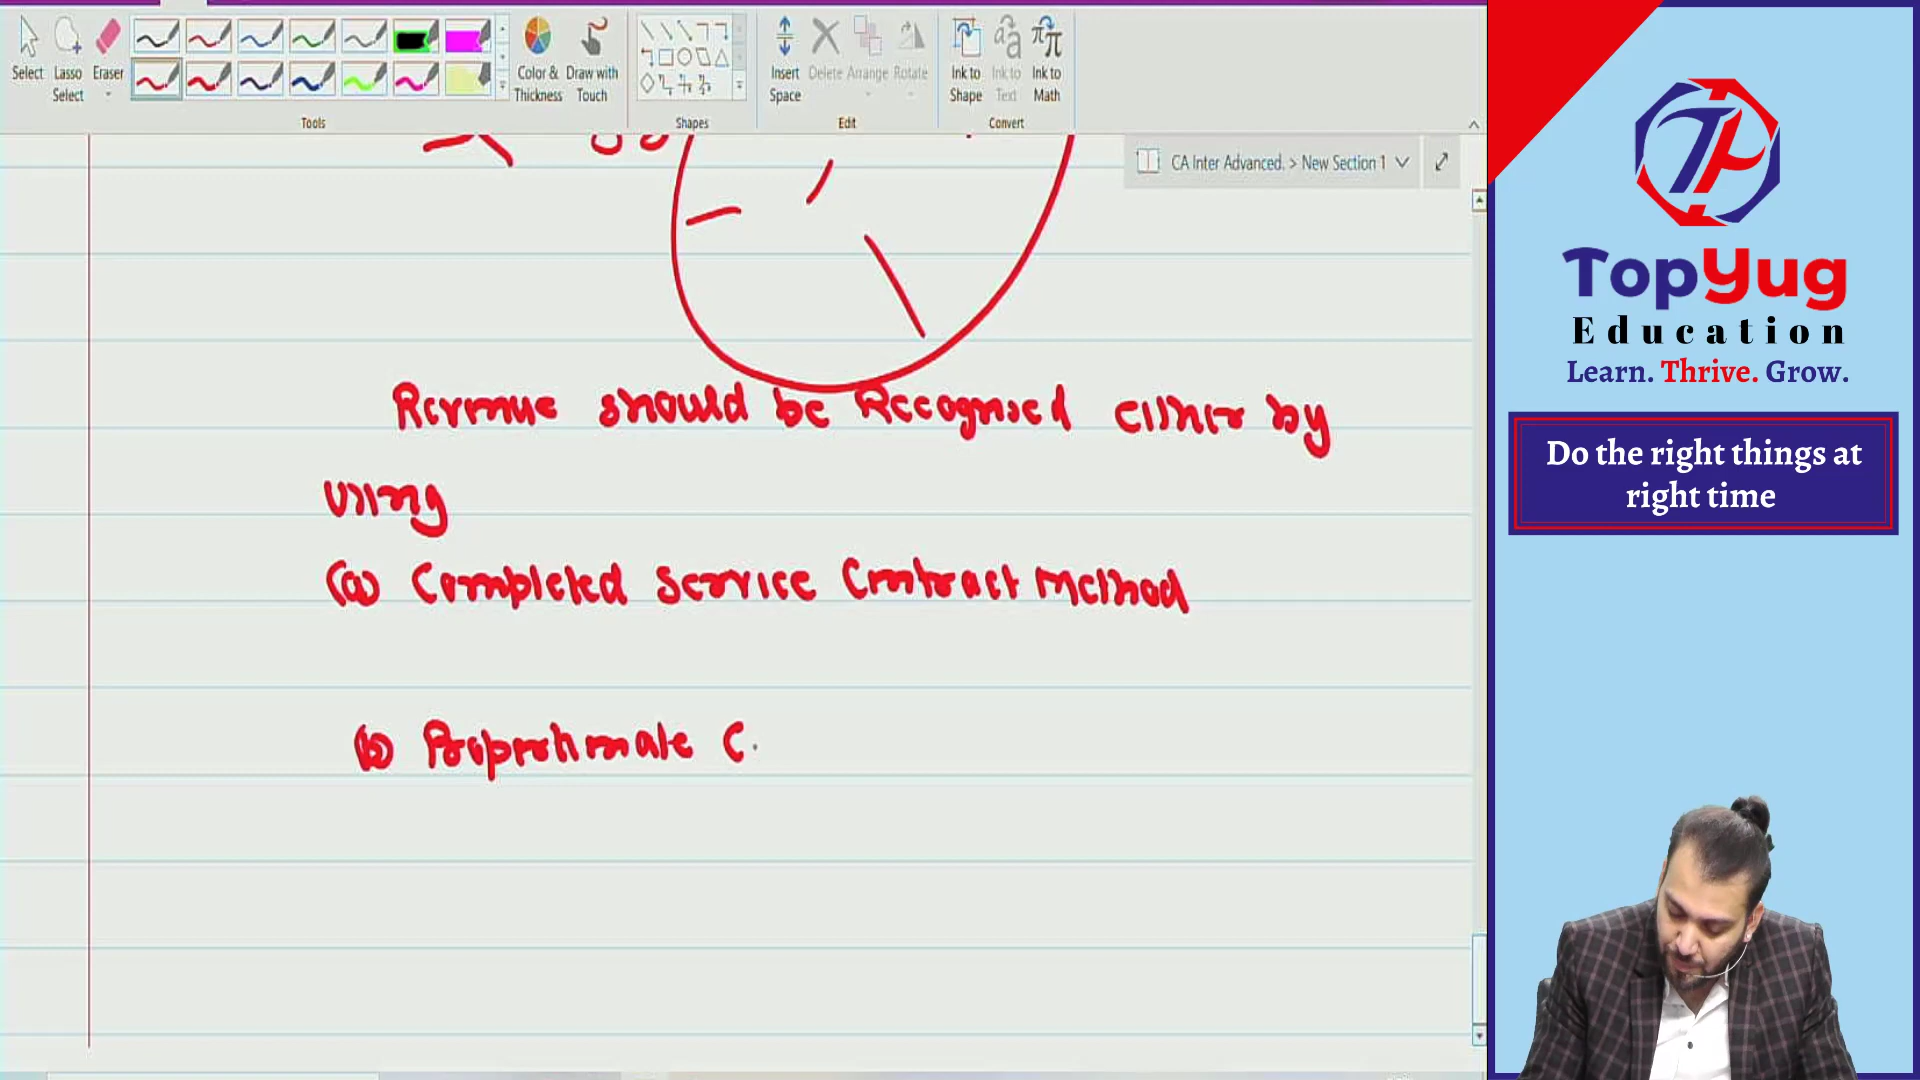 Select
Lasso Select
Eraser
Color & Thickness
Draw with Touch
Tools
Shapes
Insert Space
Delete
Arrange
Rotate
Edit
Ink to Shape
Ink to Text
Ink to Math
Convert
CA Inter Advanced. > New Section 1
Revenue should be Recognised either by
using
(a) Completed Service Contract Method
(b) Proportionate C
TopYug
Education
Learn. Thrive. Grow.
Do the right things at
right time